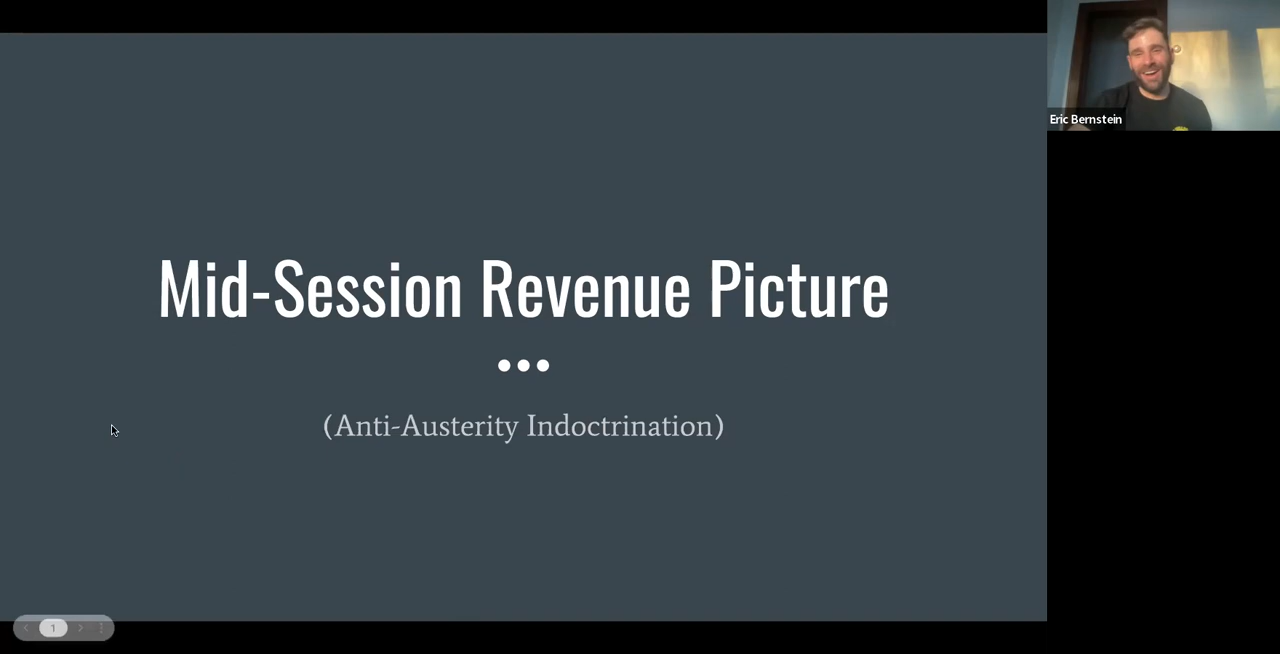 Mid-Session Revenue Picture
(Anti-Austerity Indoctrination)
Eric Bernstein
1